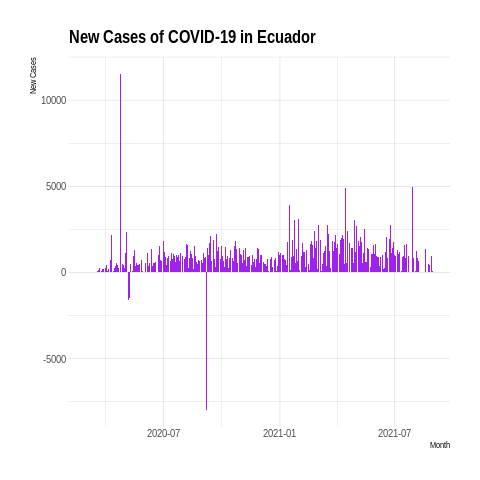 New Cases of COVID-19 in Ecuador
New Cases
10000
5000
0
-5000
2020-07
2021-01
2021-07
Month